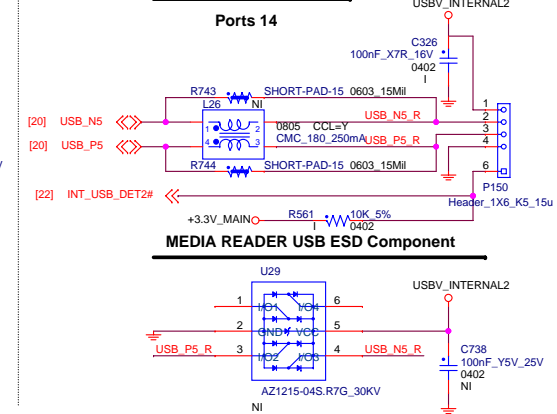 USBV_INTERNAL2
Ports 14
C326
100nF_X7R_16V
0402
I
R743 SHORT-PAD-15 0603_15Mil
L26 NI
[20] USB_N5
USB_N5_R
1 2
4 3
0805 CCL=Y
CMC_180_250mA
USB_P5_R
[20] USB_P5
R744 SHORT-PAD-15 0603_15Mil
1
2
3
4
6
P150
Header_1X6_K5_15u
[22] INT_USB_DET2#
+3.3V_MAIN
R561 10K_5%
I 0402
MEDIA READER USB ESD Component
U29
USBV_INTERNAL2
1 I/O1 I/O4 6
2 GND VCC 5
USB_P5_R 3 I/O2 I/O3 4 USB_N5_R
C738
100nF_Y5V_25V
0402
NI
AZ1215-04S.R7G_30KV
NI